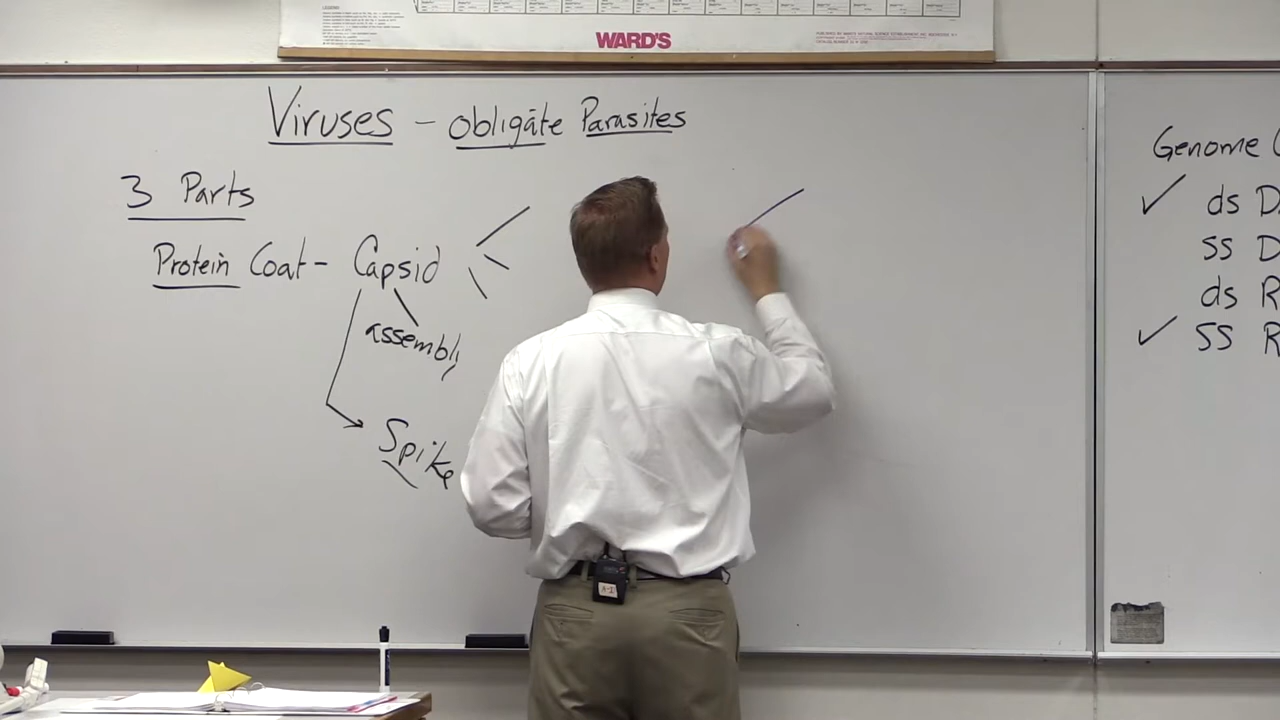 WARD'S
Viruses - obligate Parasites
3 Parts
Protein Coat - Capsid
assembly
Spike
Genome
ds D
SS D
ds R
SS R